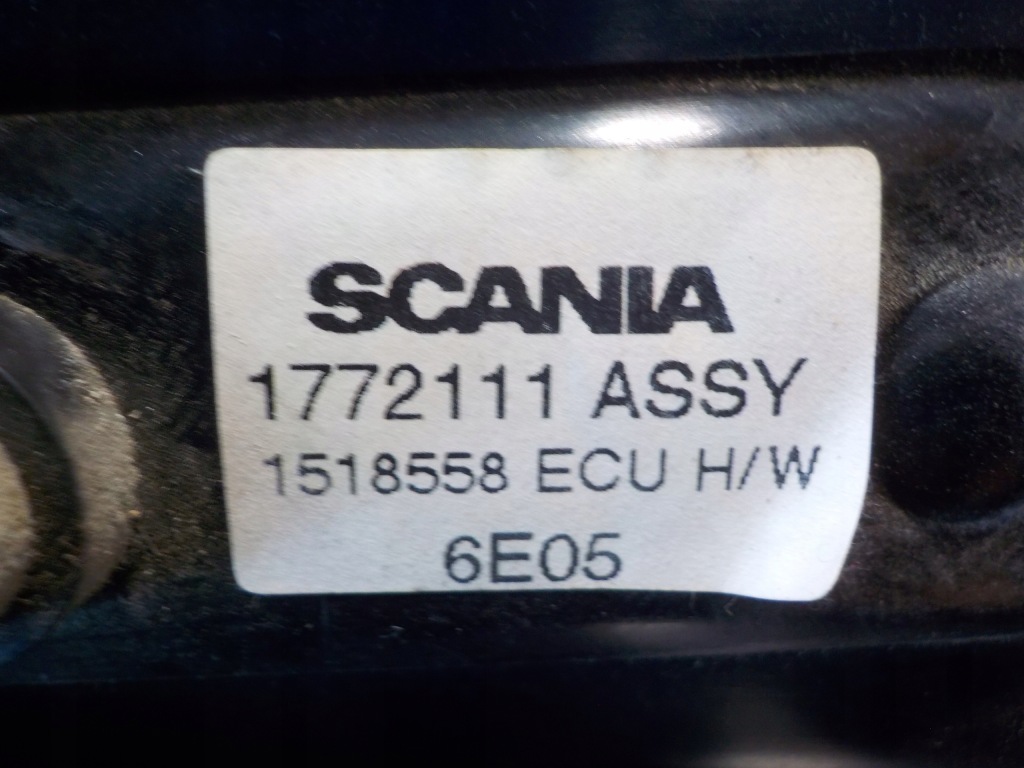 SCANIA
1772111 ASSY
1518558 ECU H/W
6E05